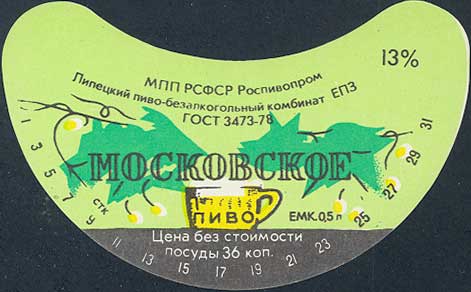 13%
МПП РСФСР Роспивопром
Липецкий пиво-безалкогольный комбинат ЕПЗ
ГОСТ 3473-78
МОСКОВСКОЕ
ПИВО
ЕМК. 0,5 л
Цена без стоимости
посуды 36 коп.
1 3 5 7 9 11 13 15 17 19 21 23 25 27 29 31
СТК